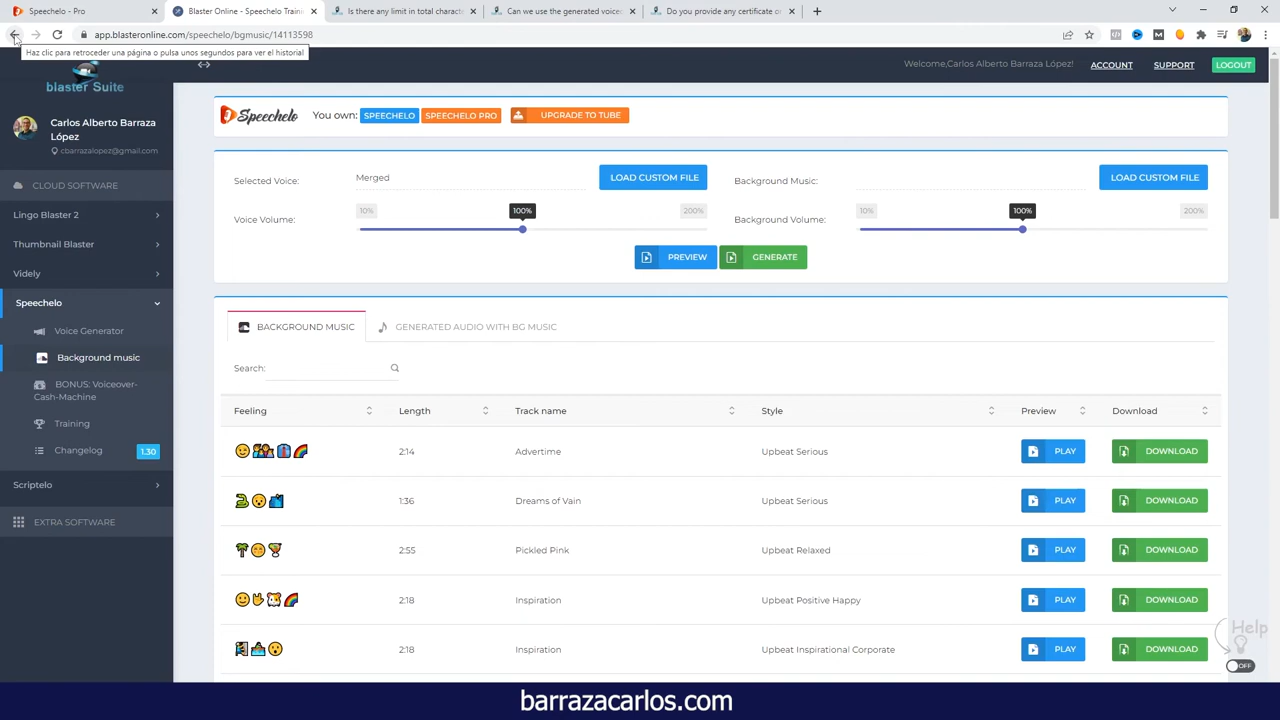 Speechelo - Pro
Blaster Online - Speechelo Traini
Is there any limit in total characte
Can we use the generated voiceo
Do you provide any certificate o
app.blasteronline.com/speechelo/bgmusic/14113598
Haz clic para retroceder una página o pulsa unos segundos para ver el historial
blaster Suite
Welcome,Carlos Alberto Barraza López!
ACCOUNT
SUPPORT
LOGOUT
Carlos Alberto Barraza
López
cbarrazalopez@gmail.com
CLOUD SOFTWARE
Lingo Blaster 2
Thumbnail Blaster
Videly
Speechelo
Voice Generator
Background music
BONUS: Voiceover-
Cash-Machine
Training
Changelog
1.30
Scriptelo
EXTRA SOFTWARE
Speechelo
You own:
SPEECHELO
SPEECHELO PRO
UPGRADE TO TUBE
Selected Voice:
Merged
LOAD CUSTOM FILE
Background Music:
LOAD CUSTOM FILE
Voice Volume:
10%
100%
200%
Background Volume:
10%
100%
200%
PREVIEW
GENERATE
BACKGROUND MUSIC
GENERATED AUDIO WITH BG MUSIC
Search:
Feeling Length Track name Style Preview Download
2:14 Advertime Upbeat Serious PLAY DOWNLOAD
1:36 Dreams of Vain Upbeat Serious PLAY DOWNLOAD
2:55 Pickled Pink Upbeat Relaxed PLAY DOWNLOAD
2:18 Inspiration Upbeat Positive Happy PLAY DOWNLOAD
2:18 Inspiration Upbeat Inspirational Corporate PLAY DOWNLOAD
Help
OFF
barrazacarlos.com